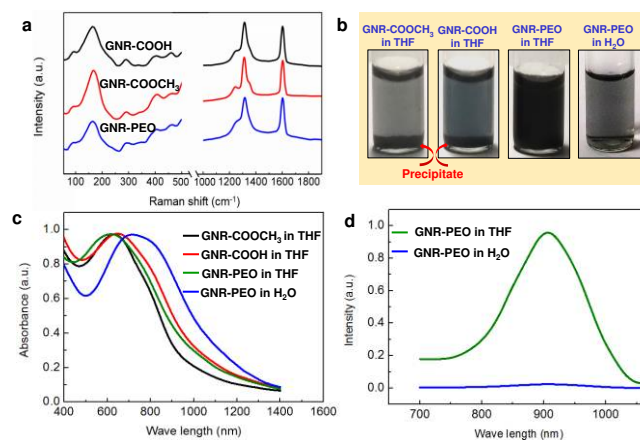 a
GNR-COOH
GNR-COOCH3
GNR-PEO
Intensity (a.u.)
100 200 300 400 500 1000 1200 1400 1600 1800
Raman shift (cm-1)
b
GNR-COOCH3 in THF
GNR-COOH in THF
GNR-PEO in THF
GNR-PEO in H2O
Precipitate
c
GNR-COOCH3 in THF
GNR-COOH in THF
GNR-PEO in THF
GNR-PEO in H2O
Absorbance (a.u.)
1.0
0.8
0.6
0.4
0.2
0.0
400 600 800 1000 1200 1400 1600
Wave length (nm)
d
GNR-PEO in THF
GNR-PEO in H2O
Intensity (a.u.)
1.0
0.8
0.6
0.4
0.2
0.0
700 800 900 1000
Wave length (nm)